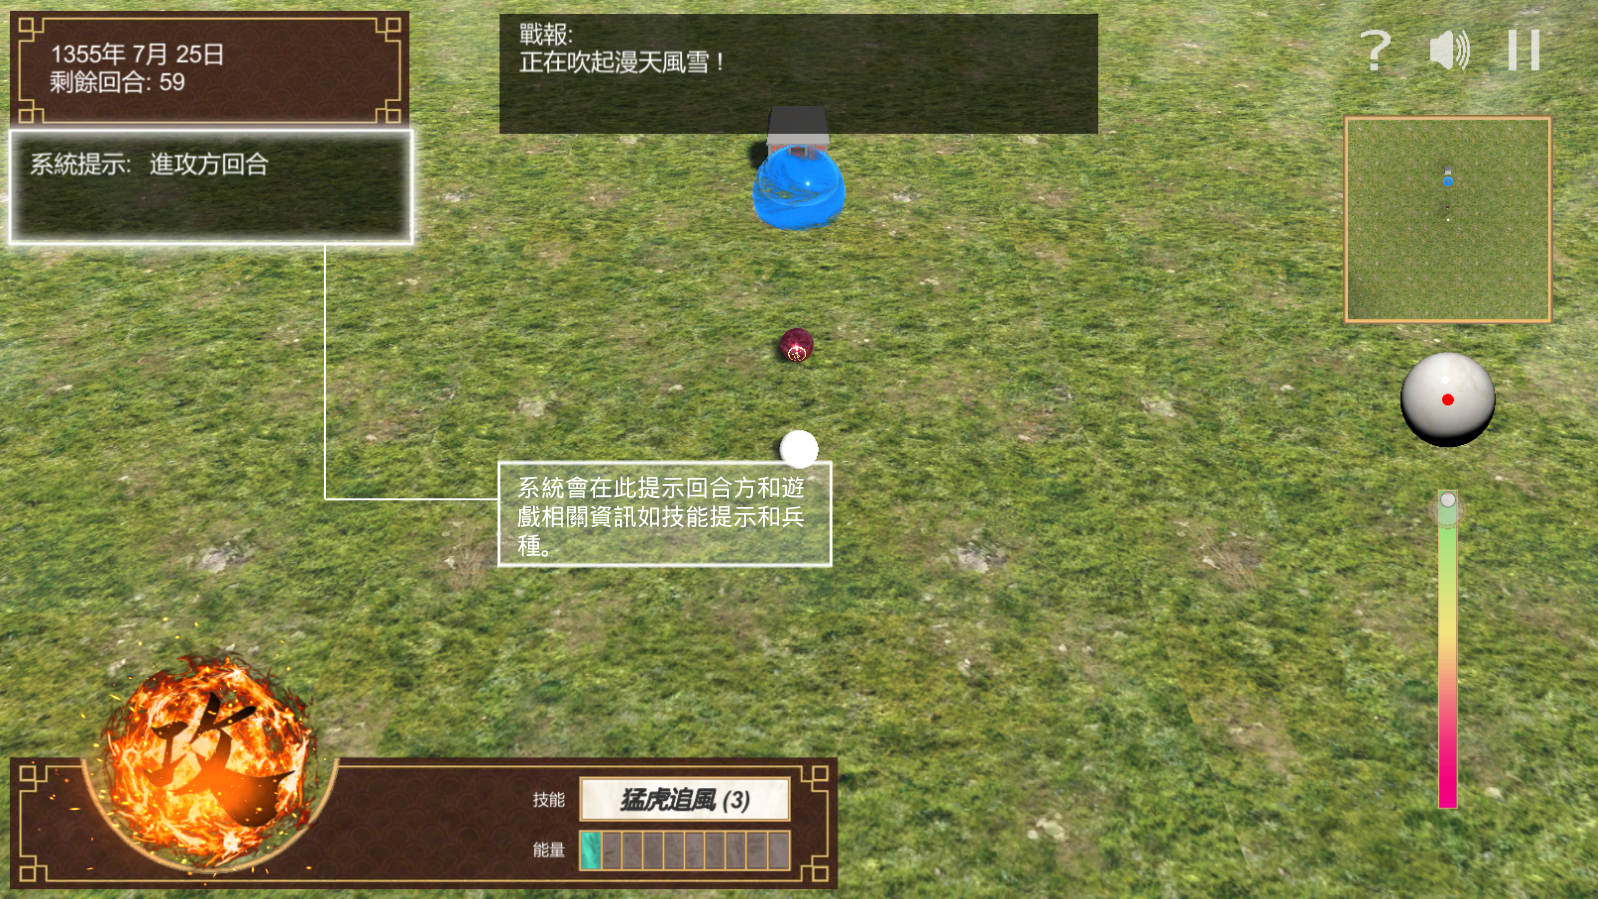 1355年 7月 25日
剩餘回合: 59
戰報:
正在吹起漫天風雪！
系統提示: 進攻方回合
系統會在此提示回合方和遊
戲相關資訊如技能提示和兵
種。
攻
技能
猛虎追風 (3)
能量
?